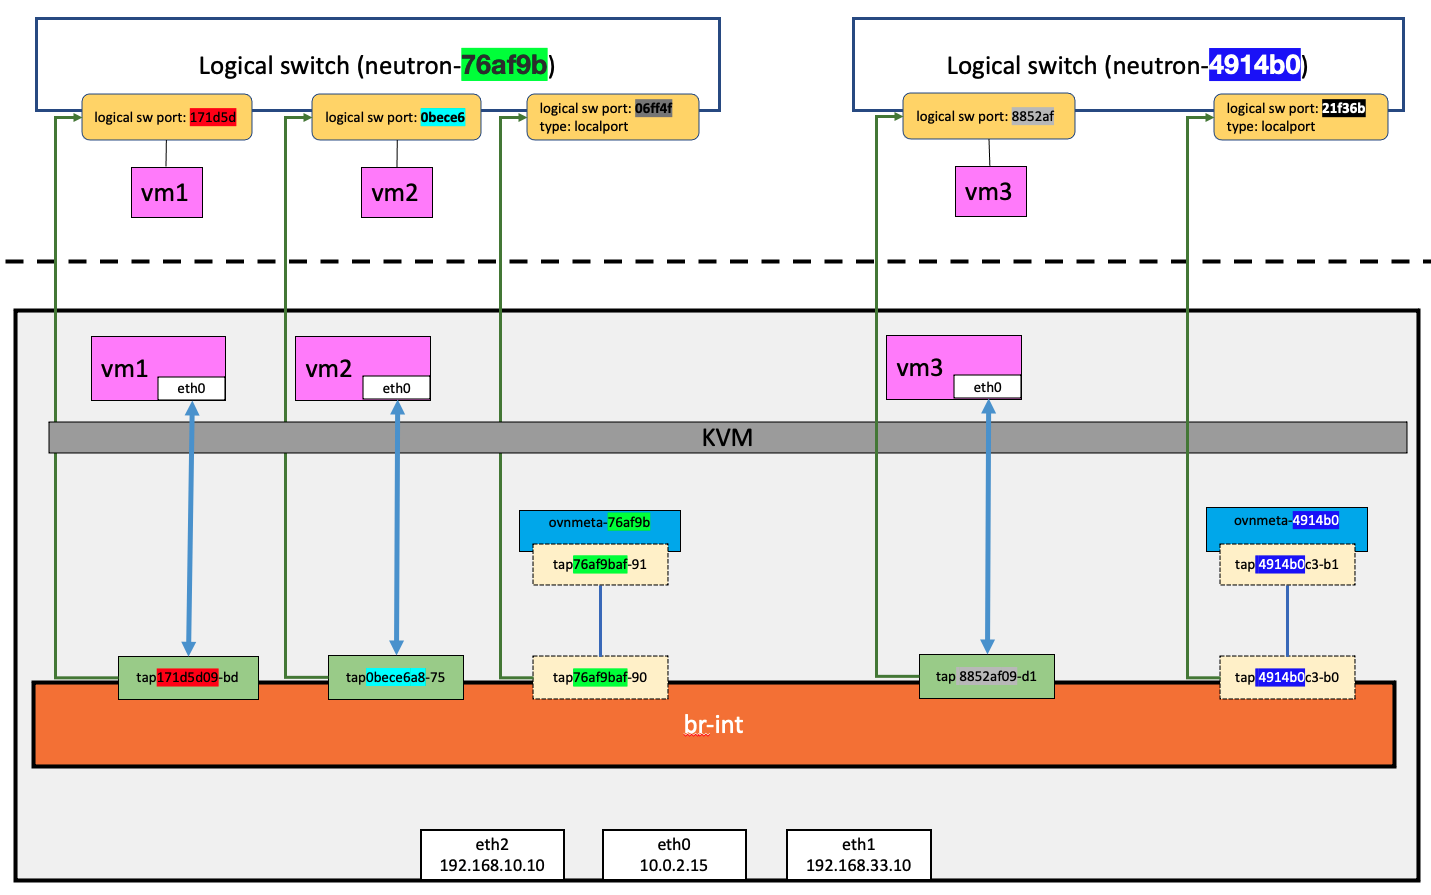 Logical switch (neutron-76af9b)
Logical switch (neutron-4914b0)
logical sw port: 171d5d
logical sw port: 0bece6
logical sw port: 06ff4f
type: localport
logical sw port: 8852af
logical sw port: 21f36b
type: localport
vm1
vm2
vm3
vm1
eth0
vm2
eth0
vm3
eth0
KVM
ovnmeta-76af9b
tap76af9baf-91
ovnmeta-4914b0
tap 4914b0c3-b1
tap171d5d09-bd
tap0bece6a8-75
tap76af9baf-90
tap 8852af09-d1
tap 4914b0c3-b0
br-int
eth2
192.168.10.10
eth0
10.0.2.15
eth1
192.168.33.10